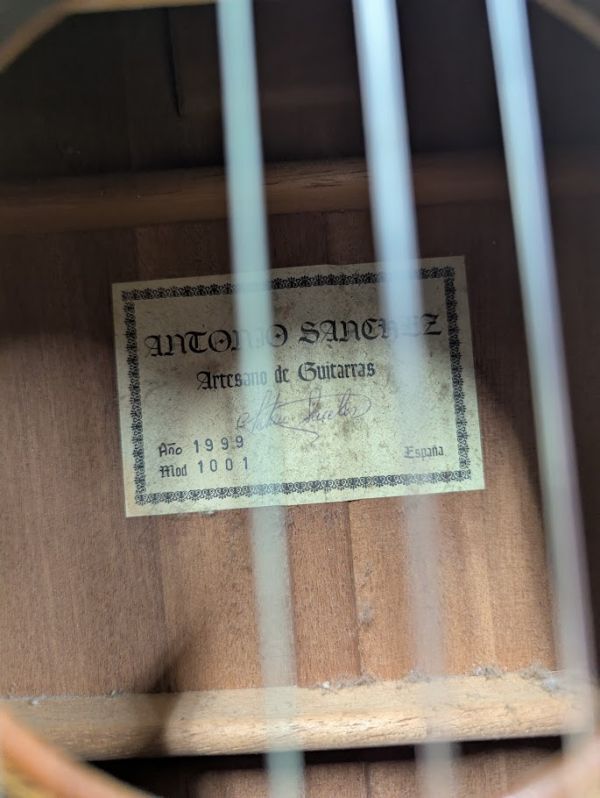 ANTONIO SANCHEZ
Artesano de Guitarras
Año 1999
Mod 1001
España